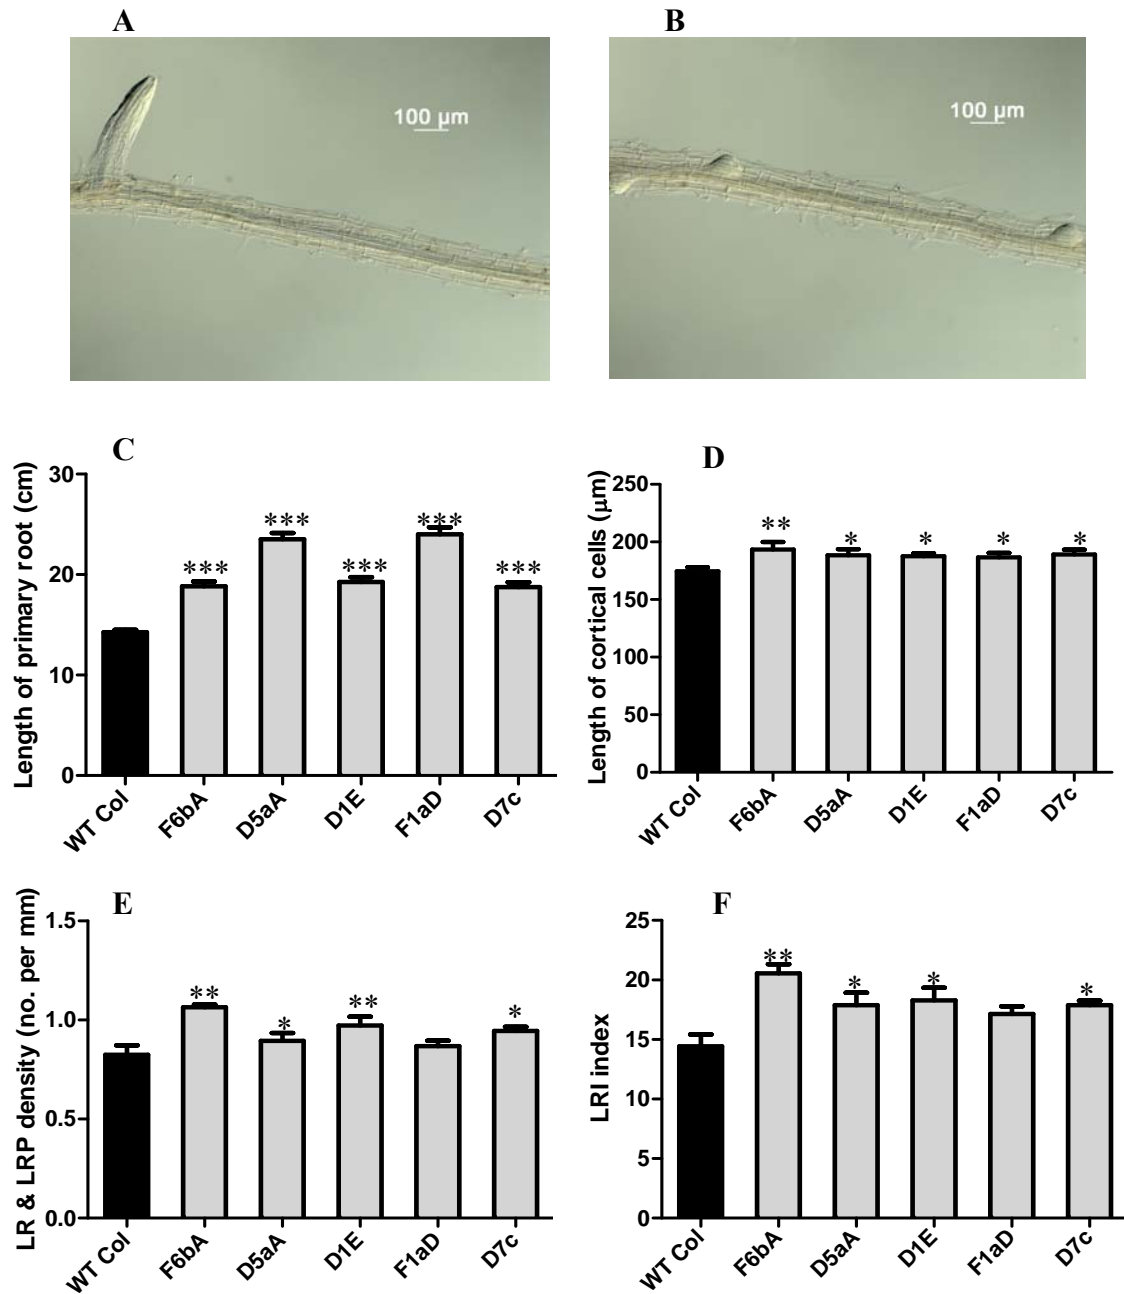 A
B
100 µm
100 µm
C
D
Length of primary root (cm)
30
20
10
0
***
***
***
***
***
WT Col
F6bA
D5aA
D1E
F1aD
D7c
Length of cortical cells (µm)
250
200
150
100
50
0
**
*
*
*
*
WT Col
F6bA
D5aA
D1E
F1aD
D7c
E
F
LR & LRP density (no. per mm)
1.5
1.0
0.5
0.0
**
*
**
*
WT Col
F6bA
D5aA
D1E
F1aD
D7c
LRI index
25
20
15
10
5
0
**
*
*
*
WT Col
F6bA
D5aA
D1E
F1aD
D7c